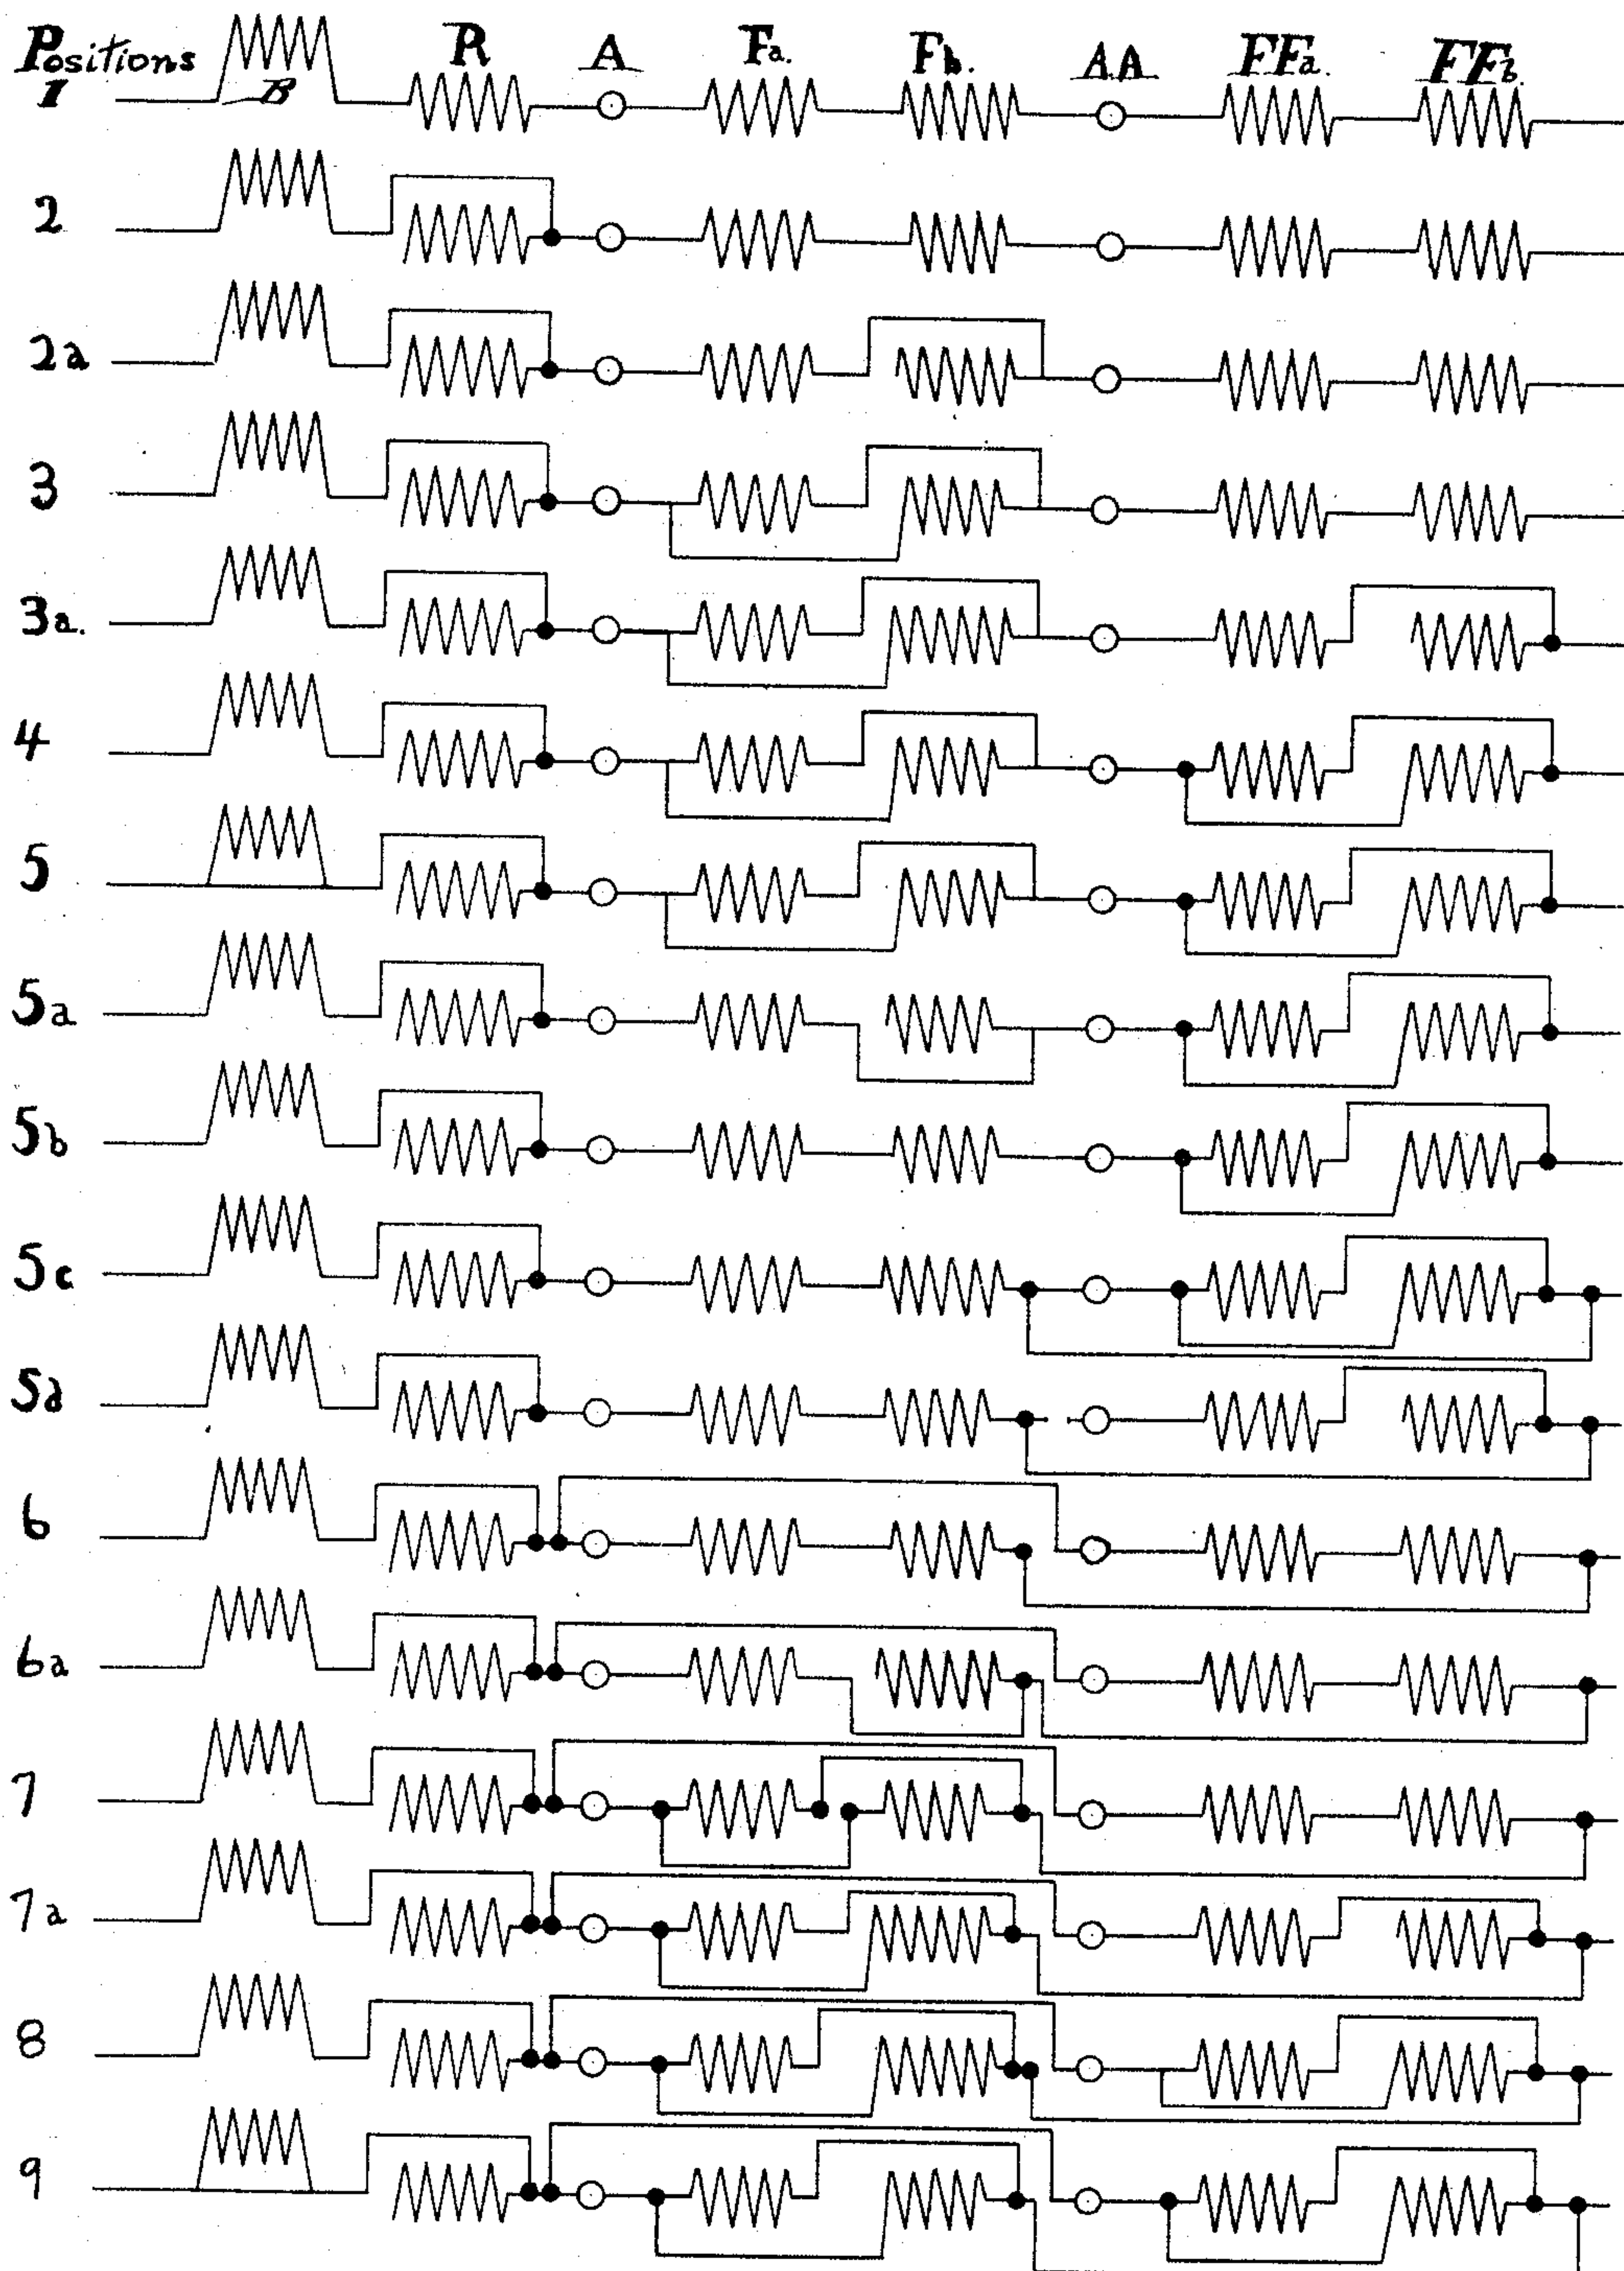 Positions B R A Fa. Fb. AA FFa. FFb.
1
2
2a
3
3a.
4
5
5a
5b
5c
5d
6
6a
7
7a
8
9